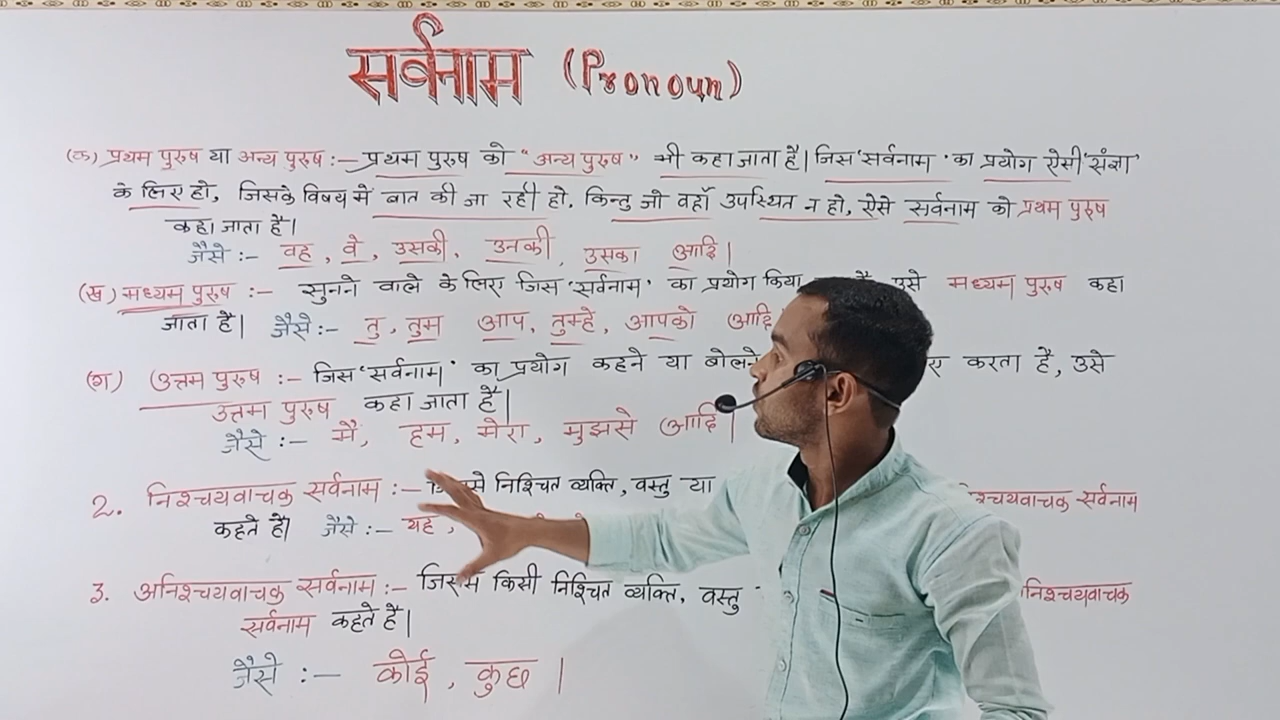 सर्वनाम (Pronoun)
(क) प्रथम पुरुष या अन्य पुरुष :— प्रथम पुरुष को "अन्य पुरुष" भी कहा जाता है। जिस 'सर्वनाम' का प्रयोग ऐसी 'संज्ञा'
के लिए हो, जिसके विषय में बात की जा रही हो. किन्तु जो वहाँ उपस्थित न हो, ऐसे सर्वनाम को प्रथम पुरुष
कहा जाता है।
जैसे :— वह, वे, उसकी, उनकी, उसका आदि।
(ख) मध्यम पुरुष :— सुनने वाले के लिए जिस 'सर्वनाम' का प्रयोग किया है, उसे मध्यम पुरुष कहा
जाता है। जैसे :— तु, तुम आप, तुम्हे, आपको आदि
(ग) उत्तम पुरुष :— जिस 'सर्वनाम' का प्रयोग कहने या बोलने ए करता है, उसे
उत्तम पुरुष कहा जाता है।
जैसे :— मै, हम, मेरा, मुझसे आदि।
2. निश्चयवाचक सर्वनाम :— निश्चित व्यक्ति, वस्तु या श्चयवाचक सर्वनाम
कहते है। जैसे :— यह,
3. अनिश्चयवाचक सर्वनाम :— किसी निश्चित व्यक्ति, वस्तु निश्चयवाचक
सर्वनाम कहते है।
जैसे :— कोई, कुछ।